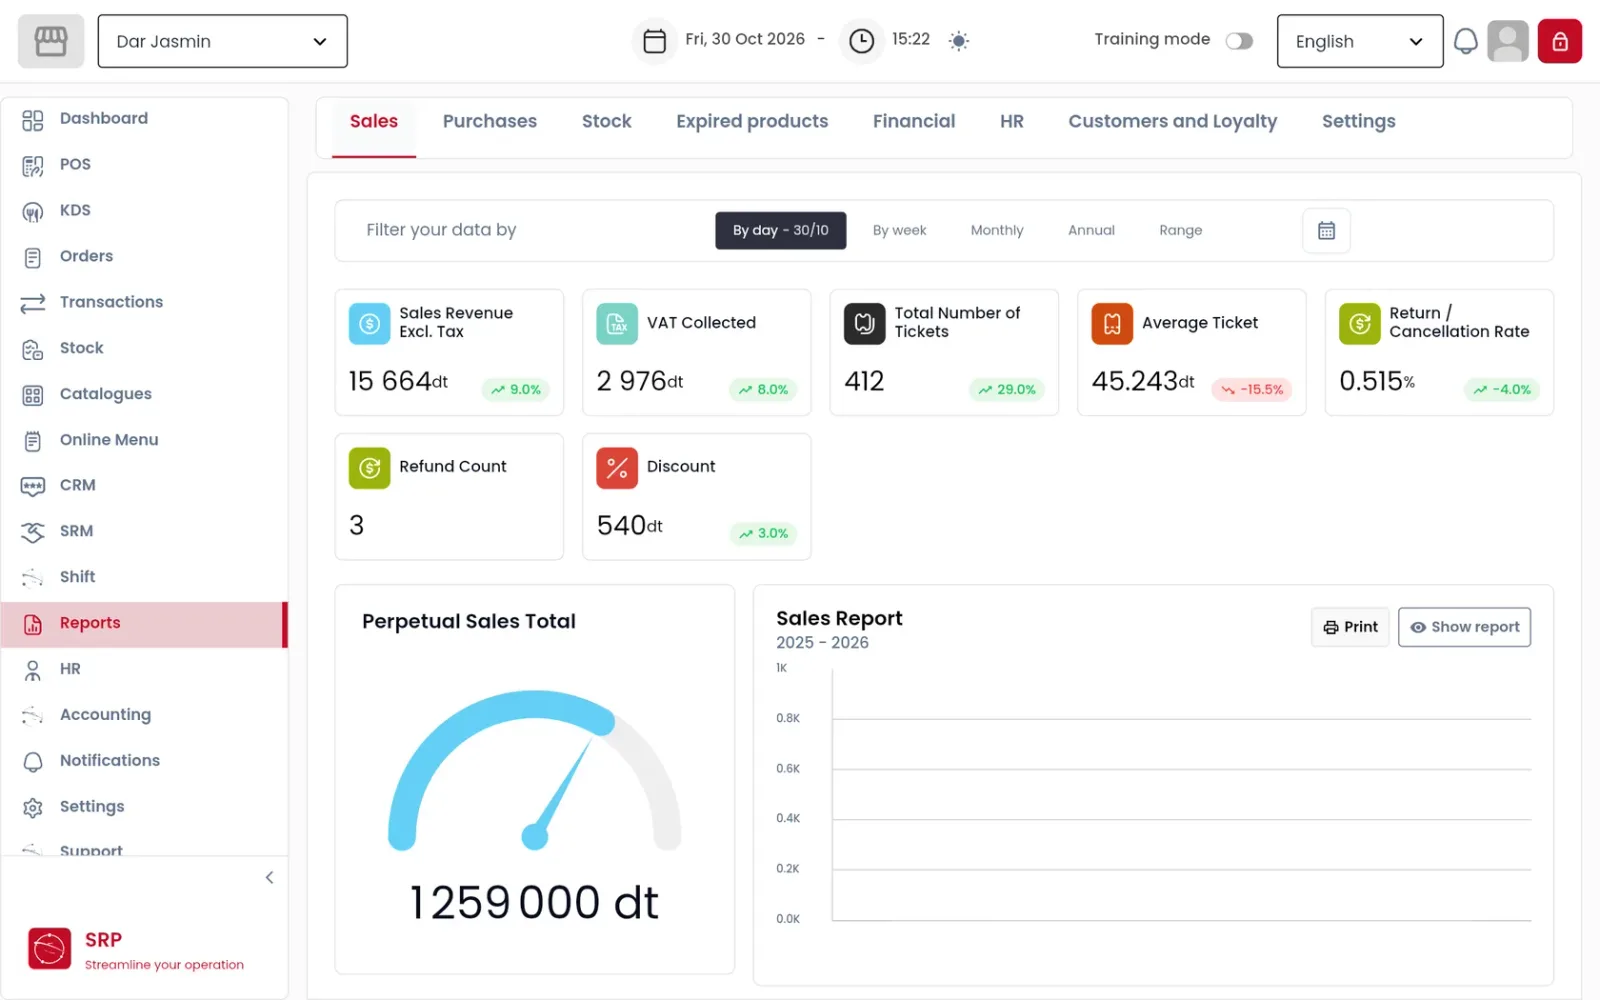 Dar Jasmin
Fri, 30 Oct 2026 - 15:22
Training mode
English
Dashboard
POS
KDS
Orders
Transactions
Stock
Catalogues
Online Menu
CRM
SRM
Shift
Reports
HR
Accounting
Notifications
Settings
Support
SRP
Streamline your operation
Sales Purchases Stock Expired products Financial HR Customers and Loyalty Settings
Filter your data by By day - 30/10 By week Monthly Annual Range
Sales Revenue
Excl. Tax
15 664dt 9.0%
TAX
VAT Collected
2 976dt 8.0%
Total Number of
Tickets
412 29.0%
Average Ticket
45.243dt -15.5%
Return /
Cancellation Rate
0.515% -4.0%
Refund Count
3
Discount
540dt 3.0%
Perpetual Sales Total
1 259 000 dt
Sales Report
2025 - 2026
Print Show report
1K
0.8K
0.6K
0.4K
0.2K
0.0K